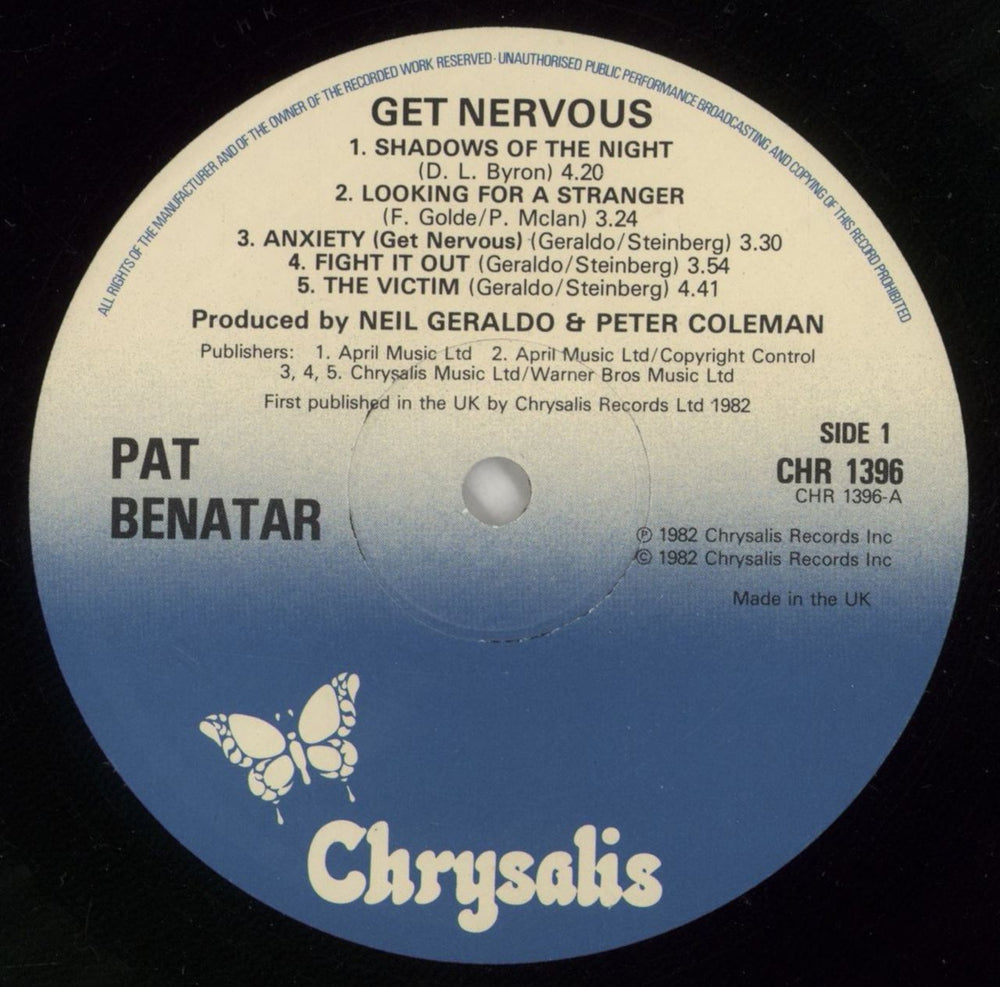 ALL RIGHTS OF THE MANUFACTURER AND OF THE OWNER OF THE RECORDED WORK RESERVED · UNAUTHORISED PUBLIC PERFORMANCE BROADCASTING AND COPYING OF THIS RECORD PROHIBITED
GET NERVOUS
1. SHADOWS OF THE NIGHT
(D. L. Byron) 4.20
2. LOOKING FOR A STRANGER
(F. Golde/P. Mclan) 3.24
3. ANXIETY (Get Nervous) (Geraldo/Steinberg) 3.30
4. FIGHT IT OUT (Geraldo/Steinberg) 3.54
5. THE VICTIM (Geraldo/Steinberg) 4.41
Produced by NEIL GERALDO & PETER COLEMAN
Publishers: 1. April Music Ltd 2. April Music Ltd/Copyright Control
3, 4, 5. Chrysalis Music Ltd/Warner Bros Music Ltd
First published in the UK by Chrysalis Records Ltd 1982
PAT
BENATAR
SIDE 1
CHR 1396
CHR 1396-A
℗ 1982 Chrysalis Records Inc
© 1982 Chrysalis Records Inc
Made in the UK
Chrysalis